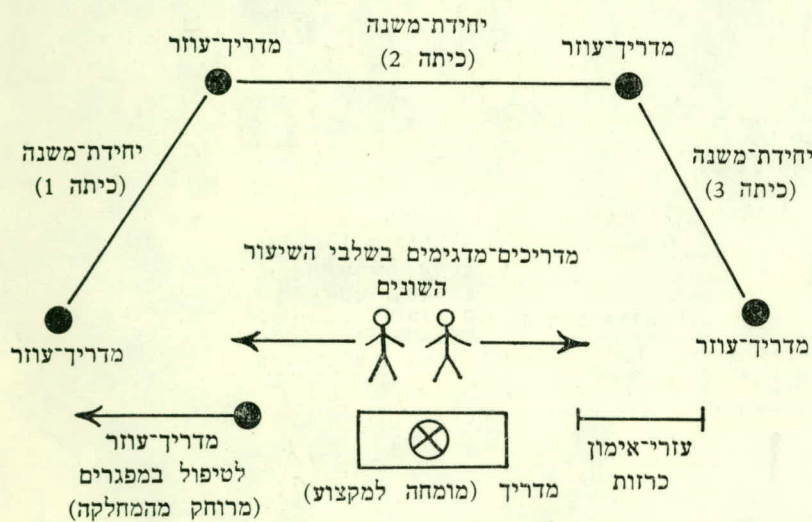 יחידת-משנה
(כיתה 2)
מדריך-עוזר
מדריך-עוזר
יחידת-משנה
(כיתה 3)
יחידת-משנה
(כיתה 1)
מדריכים-מדגימים בשלבי השיעור
השונים
מדריך-עוזר
מדריך-עוזר
עזרי-אימון
כרזות
מדריך (מומחה למקצוע)
מדריך-עוזר
לטיפול במפגרים
(מרוחק מהמחלקה)